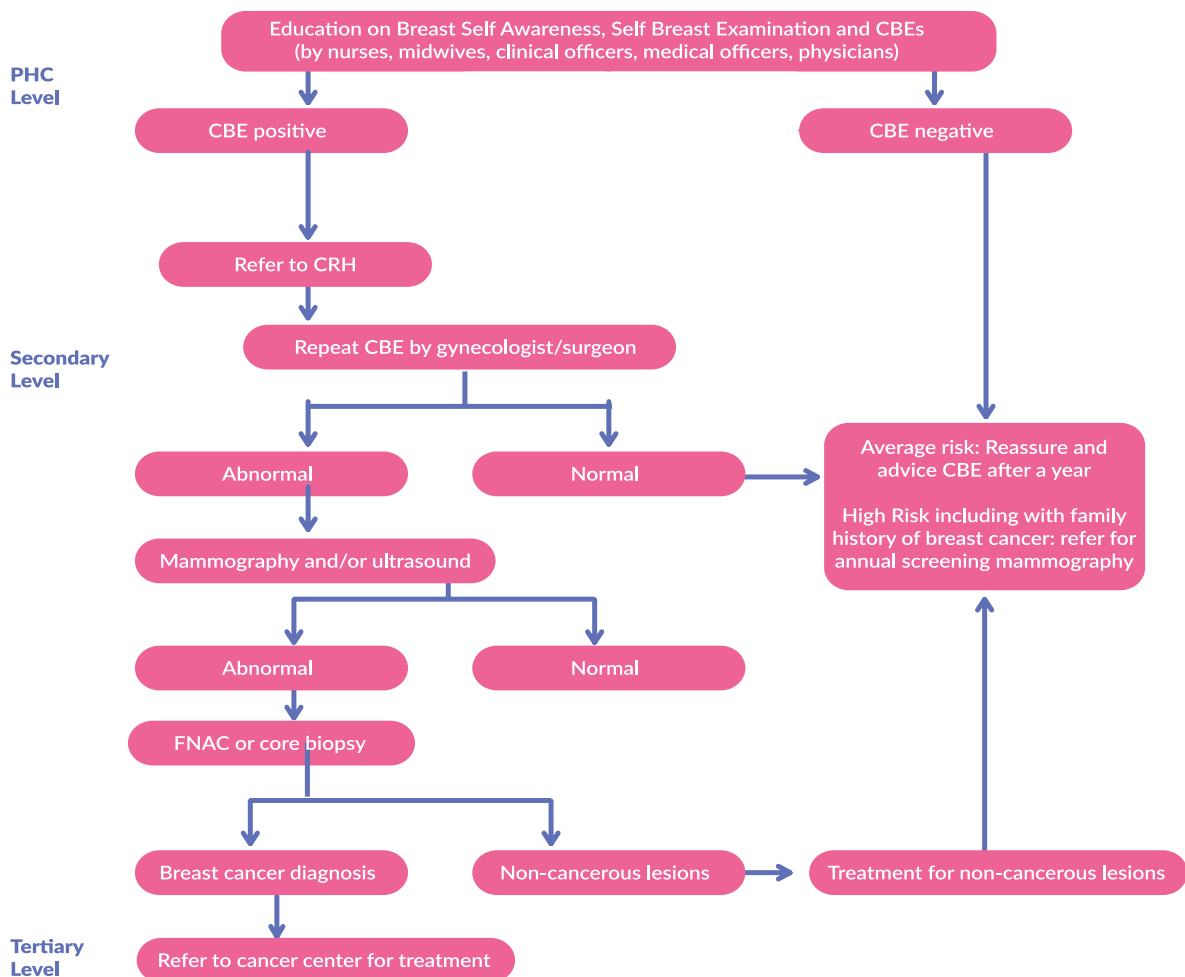 Education on Breast Self Awareness, Self Breast Examination and CBEs
(by nurses, midwives, clinical officers, medical officers, physicians)
PHC
Level
CBE positive
CBE negative
Refer to CRH
Repeat CBE by gynecologist/surgeon
Secondary
Level
Abnormal
Normal
Average risk: Reassure and
advice CBE after a year
High Risk including with family
history of breast cancer: refer for
annual screening mammography
Mammography and/or ultrasound
Abnormal
Normal
FNAC or core biopsy
Breast cancer diagnosis
Non-cancerous lesions
Treatment for non-cancerous lesions
Tertiary
Level
Refer to cancer center for treatment